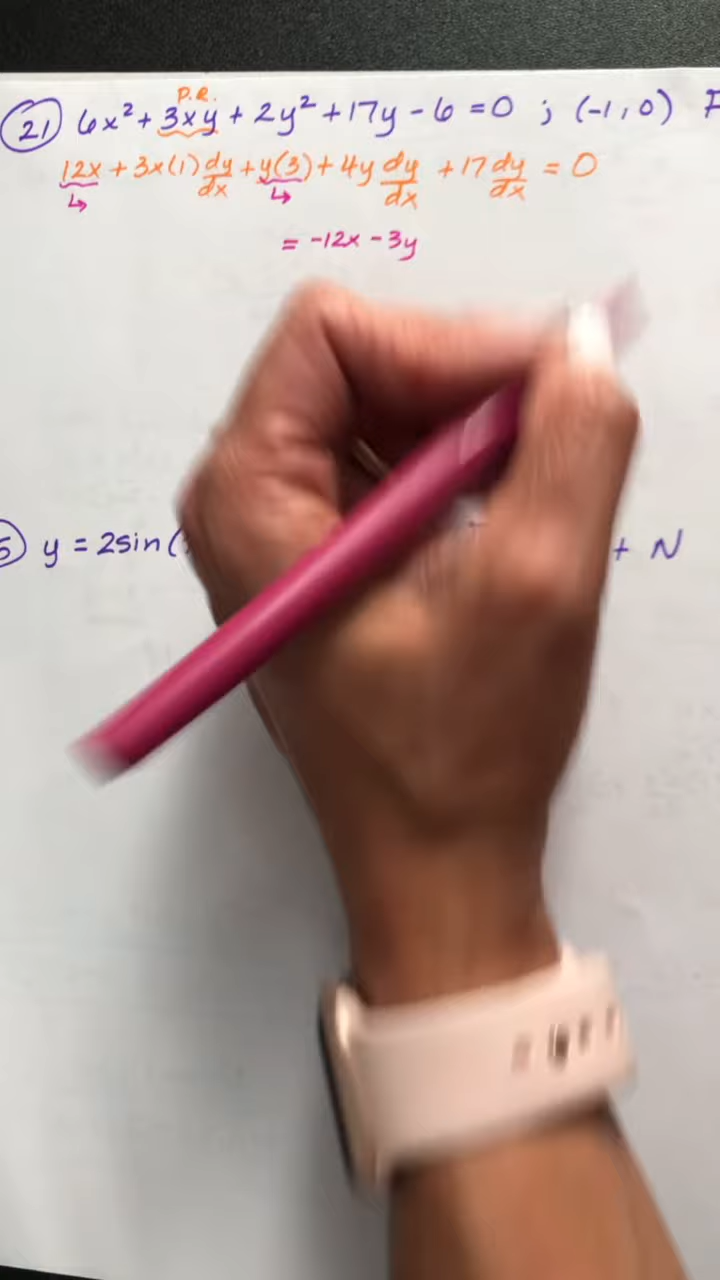 P.R.
21) 6x² + 3xy + 2y² + 17y - 6 = 0 ; (-1, 0) F
12x + 3x(1) dy/dx + y(3) + 4y dy/dx + 17 dy/dx = 0
= -12x - 3y
5) y = 2sin( + N